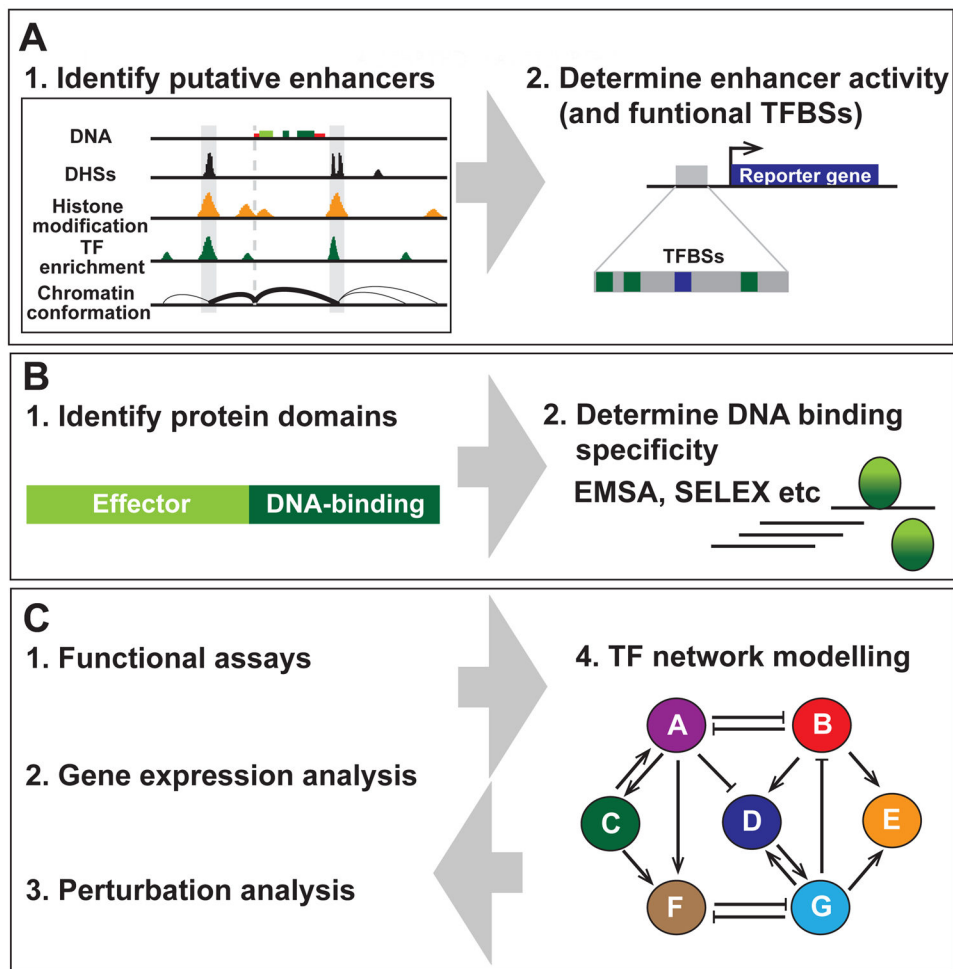 A
1. Identify putative enhancers
DNA
DHSs
Histone
modification
TF
enrichment
Chromatin
conformation
2. Determine enhancer activity
(and funtional TFBSs)
Reporter gene
TFBSs
B
1. Identify protein domains
Effector
DNA-binding
2. Determine DNA binding
specificity
EMSA, SELEX etc
C
1. Functional assays
2. Gene expression analysis
3. Perturbation analysis
4. TF network modelling
A
B
C
D
E
F
G